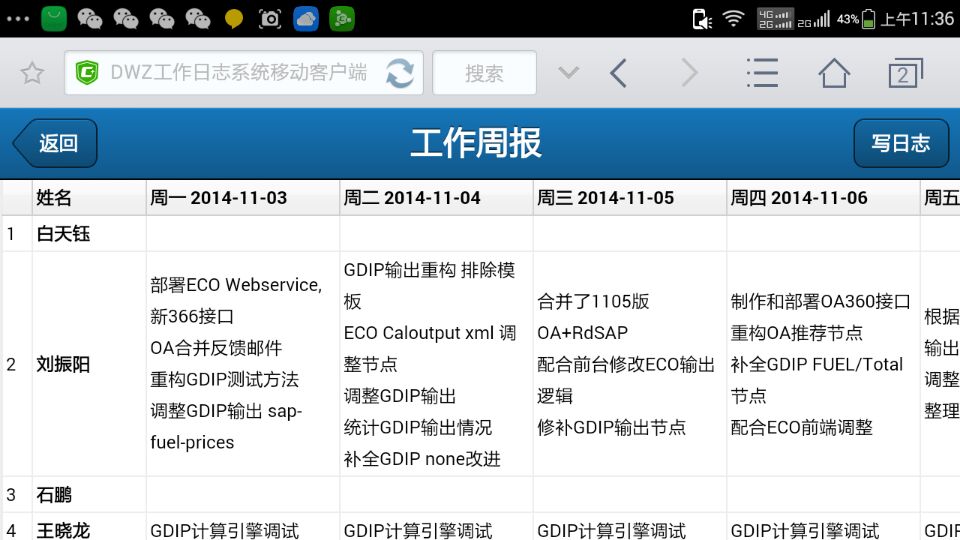 4G
2G
2G
43%
上午11:36
DWZ工作日志系统移动客户端
搜索
2
返回
工作周报
写日志
姓名
周一 2014-11-03
周二 2014-11-04
周三 2014-11-05
周四 2014-11-06
周五
1
白天钰
2
刘振阳
部署ECO Webservice,
新366接口
OA合并反馈邮件
重构GDIP测试方法
调整GDIP输出 sap-
fuel-prices
GDIP输出重构 排除模
板
ECO Caloutput xml 调
整节点
调整GDIP输出
统计GDIP输出情况
补全GDIP none改进
合并了1105版
OA+RdSAP
配合前台修改ECO输出
逻辑
修补GDIP输出节点
制作和部署OA360接口
重构OA推荐节点
补全GDIP FUEL/Total
节点
配合ECO前端调整
根据
输出
调整
整理
3
石鹏
4
王晓龙
GDIP计算引擎调试
GDIP计算引擎调试
GDIP计算引擎调试
GDIP计算引擎调试
GDI